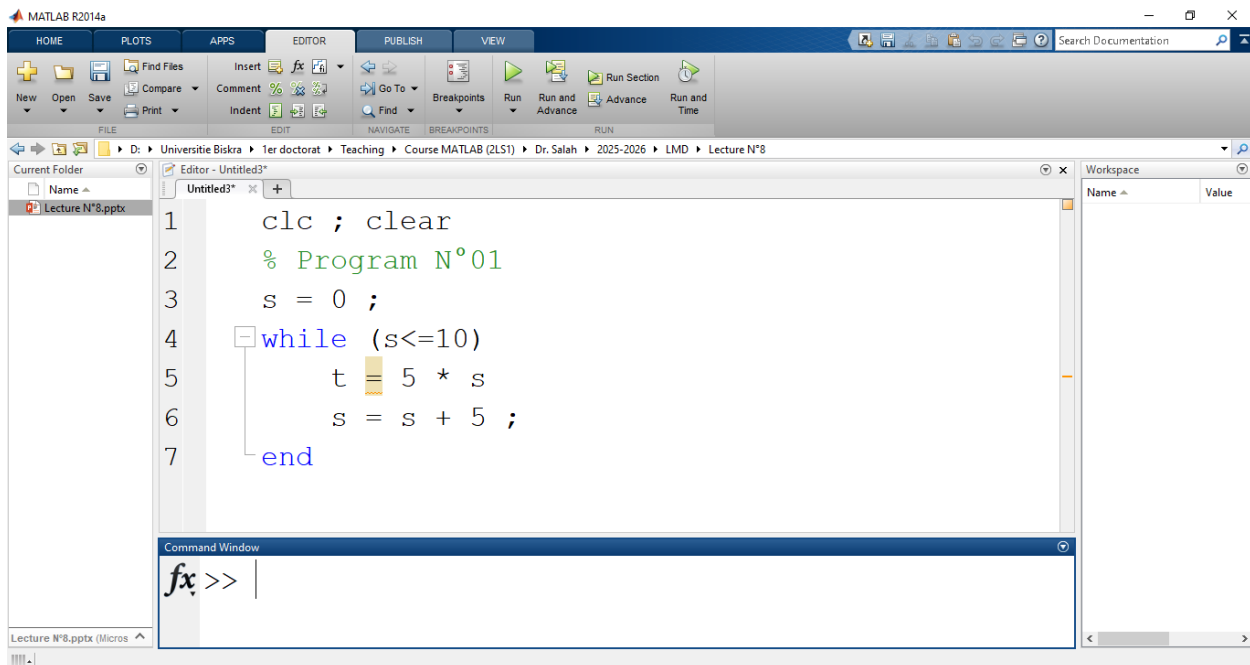 MATLAB R2014a
HOME PLOTS APPS EDITOR PUBLISH VIEW Search Documentation
Find Files Insert fx
New Open Save Compare Comment Go To Breakpoints Run Run and Advance Run Section Advance Run and Time
Print Indent Find
FILE EDIT NAVIGATE BREAKPOINTS RUN
D: Universitie Biskra 1er doctorat Teaching Course MATLAB (2LS1) Dr. Salah 2025-2026 LMD Lecture N°8
Current Folder
Name
Lecture N°8.pptx
Lecture N°8.pptx (Micros
Editor - Untitled3*
Untitled3* +
1 clc ; clear
2 % Program N°01
3 s = 0 ;
4 while (s<=10)
5 t = 5 * s
6 s = s + 5 ;
7 end
Command Window
fx >>
Workspace
Name Value